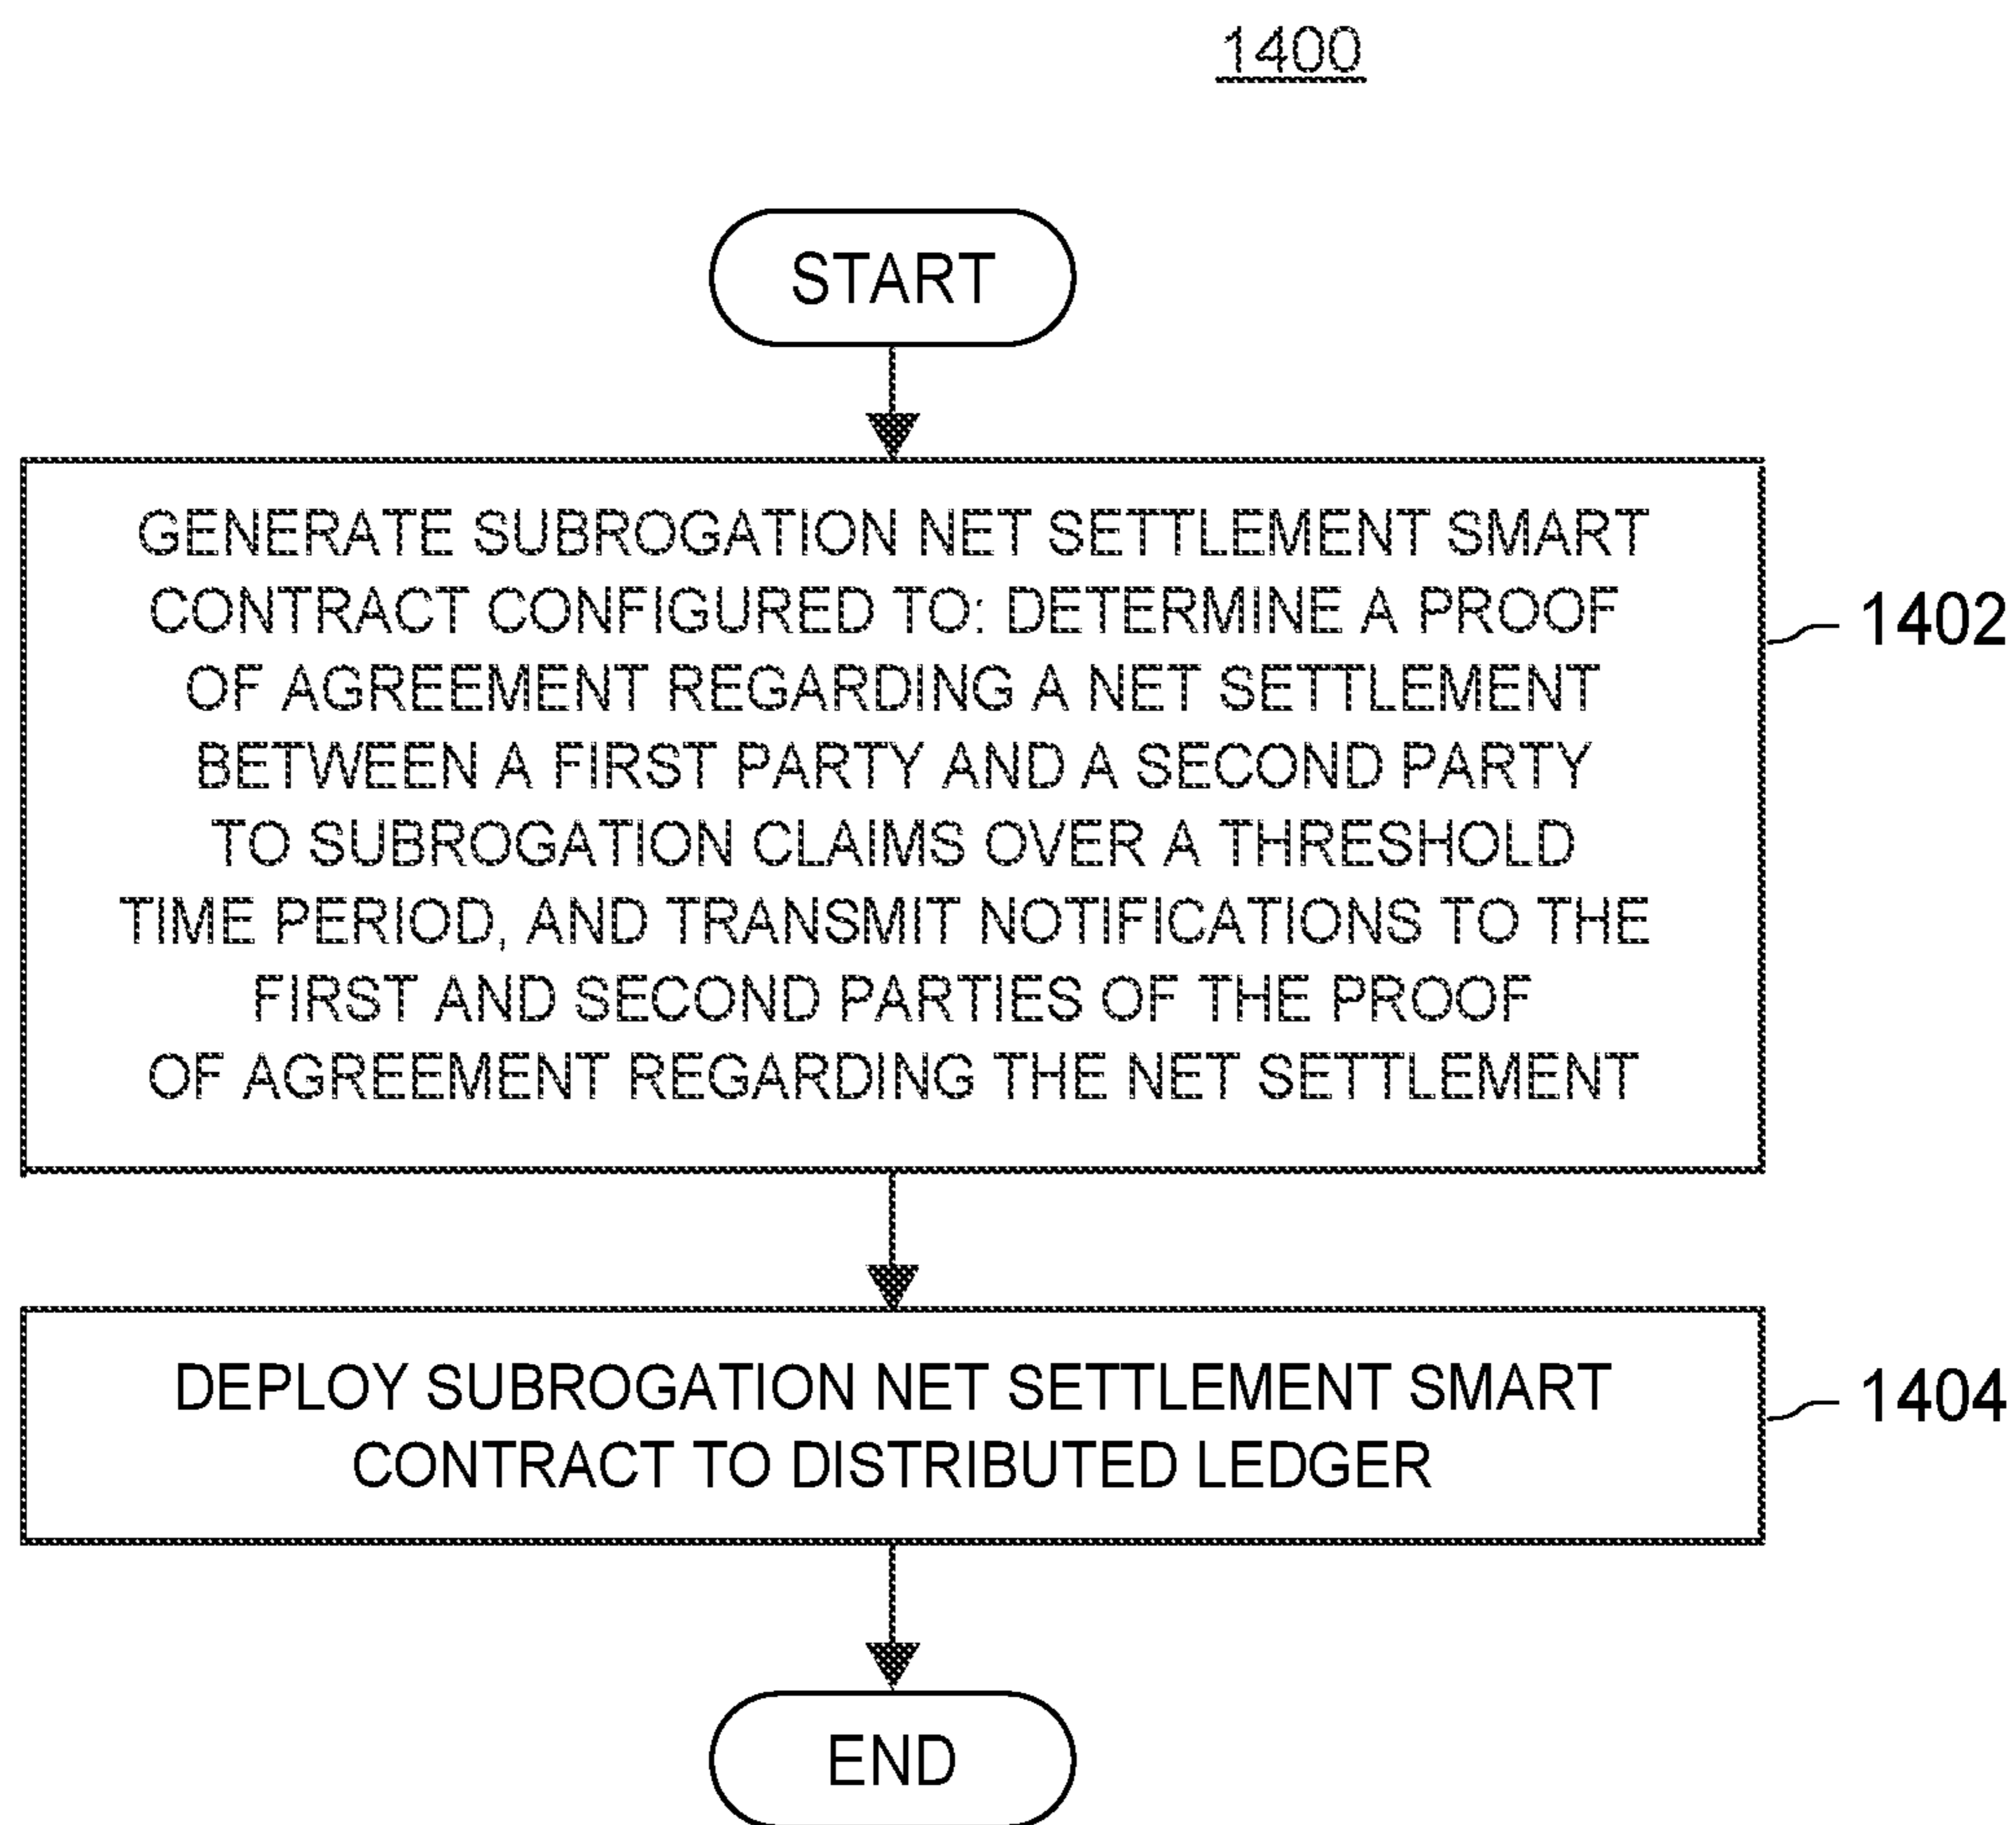 1400
START
GENERATE SUBROGATION NET SETTLEMENT SMART
CONTRACT CONFIGURED TO: DETERMINE A PROOF
OF AGREEMENT REGARDING A NET SETTLEMENT
BETWEEN A FIRST PARTY AND A SECOND PARTY
TO SUBROGATION CLAIMS OVER A THRESHOLD
TIME PERIOD, AND TRANSMIT NOTIFICATIONS TO THE
FIRST AND SECOND PARTIES OF THE PROOF
OF AGREEMENT REGARDING THE NET SETTLEMENT
1402
DEPLOY SUBROGATION NET SETTLEMENT SMART
CONTRACT TO DISTRIBUTED LEDGER
1404
END